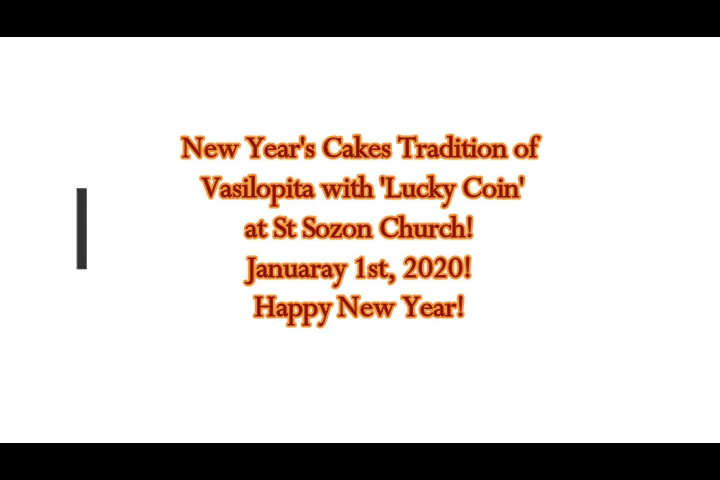 New Year's Cakes Tradition of
Vasilopita with 'Lucky Coin'
at St Sozon Church!
Januaray 1st, 2020!
Happy New Year!